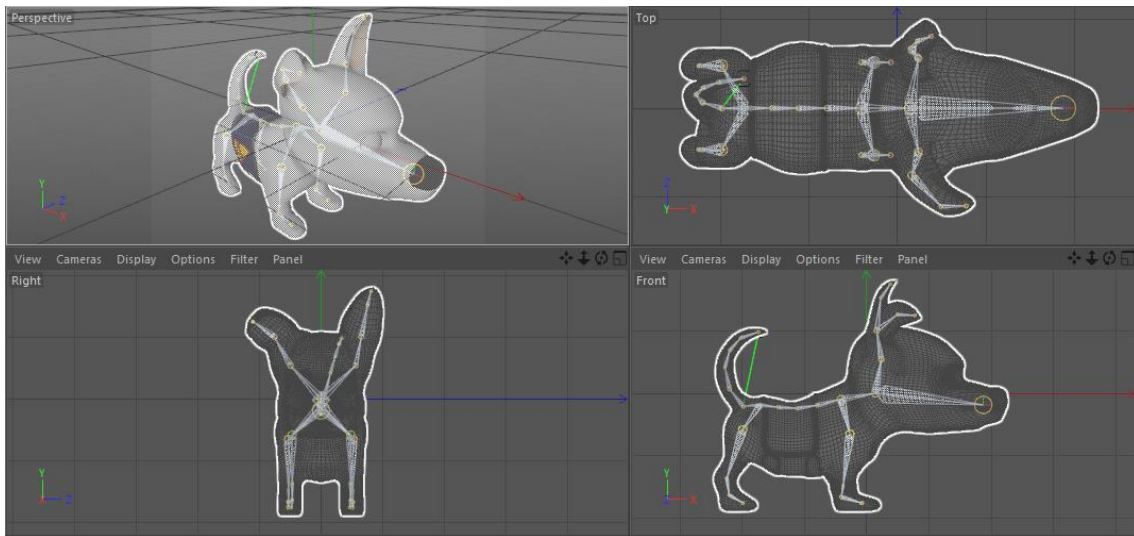 Perspective
Y
Z
X
Top
Z
Y X
View Cameras Display Options Filter Panel
Right
Y
X Z
View Cameras Display Options Filter Panel
Front
Y
Z X